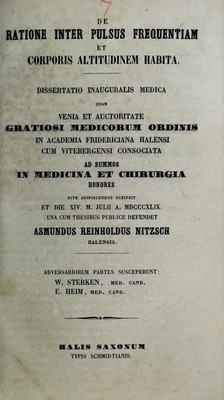 DE
RATIONE INTER PULSUS FREQUENTIAM
ET
CORPORIS ALTITUDINEM HABITA.
DISSERTATIO INAUGURALIS MEDICA
QUAM
VENIA ET AUCTORITATE
GRATIOSI MEDICORUM ORDINIS
IN ACADEMIA FRIDERICIANA HALENSI
CUM VITEBERGENSI CONSOCIATA
AD SUMMOS
IN MEDICINA ET CHIRURGIA
HONORES
RITE ADIPISCENDOS SCRIPSIT
ET DIE XIV. M. JULII A. MDCCCXLIX.
UNA CUM THESIBUS PUBLICE DEFENDET
ASMUNDUS REINHOLDUS NITZSCH
HALENSIS.
ADVERSARIORUM PARTES SUSCEPERUNT:
W. STERKEN, MED. CAND.
E. HEIM, MED. CAND.
HALIS SAXONUM
TYPIS SCHMIDTIANIS.